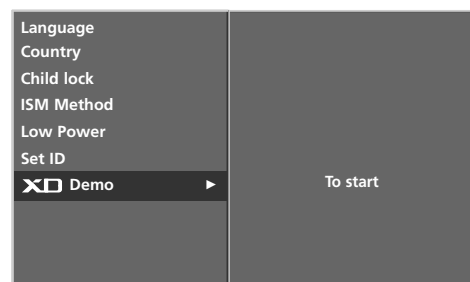 Language
Country
Child lock
ISM Method
Low Power
Set ID
XD Demo ►
To start